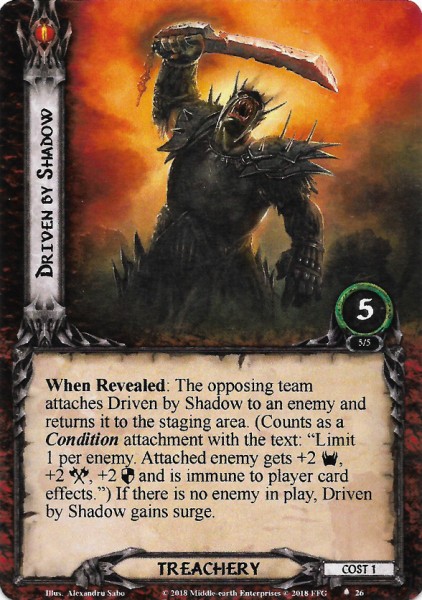 DRIVEN BY SHADOW
5
5/5
When Revealed: The opposing team
attaches Driven by Shadow to an enemy and
returns it to the staging area. (Counts as a
Condition attachment with the text: “Limit
1 per enemy. Attached enemy gets +2 ,
+2 , +2 and is immune to player card
effects.”) If there is no enemy in play, Driven
by Shadow gains surge.
TREACHERY
COST 1
Illus. Alexandru Sabo
© 2018 Middle-earth Enterprises © 2018 FFG
26